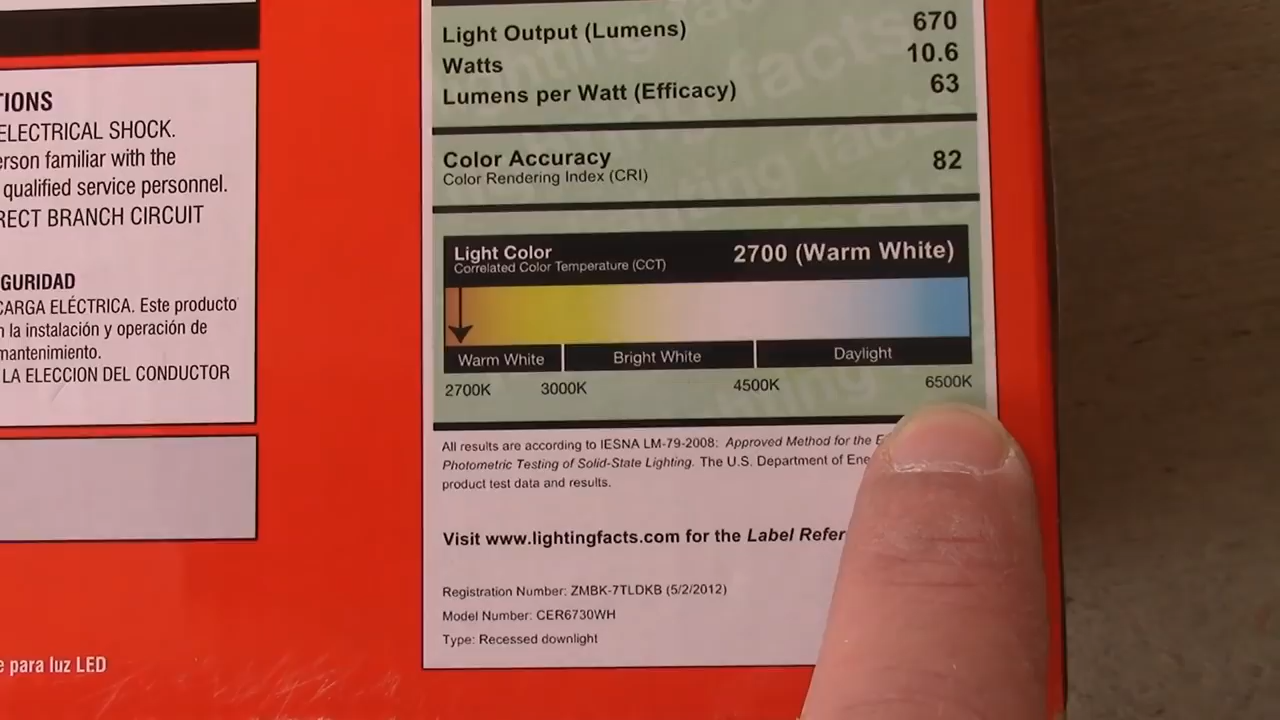 TIONS
ELECTRICAL SHOCK.
erson familiar with the
qualified service personnel.
RECT BRANCH CIRCUIT
GURIDAD
CARGA ELÉCTRICA. Este producto
n la instalación y operación de
mantenimiento.
LA ELECCION DEL CONDUCTOR
e para luz LED
Light Output (Lumens) 670
Watts 10.6
Lumens per Watt (Efficacy) 63
Color Accuracy 82
Color Rendering Index (CRI)
Light Color 2700 (Warm White)
Correlated Color Temperature (CCT)
Warm White Bright White Daylight
2700K 3000K 4500K 6500K
All results are according to IESNA LM-79-2008: Approved Method for the E
Photometric Testing of Solid-State Lighting. The U.S. Department of Ene
product test data and results.
Visit www.lightingfacts.com for the Label Refer
Registration Number: ZMBK-7TLDKB (5/2/2012)
Model Number: CER6730WH
Type: Recessed downlight